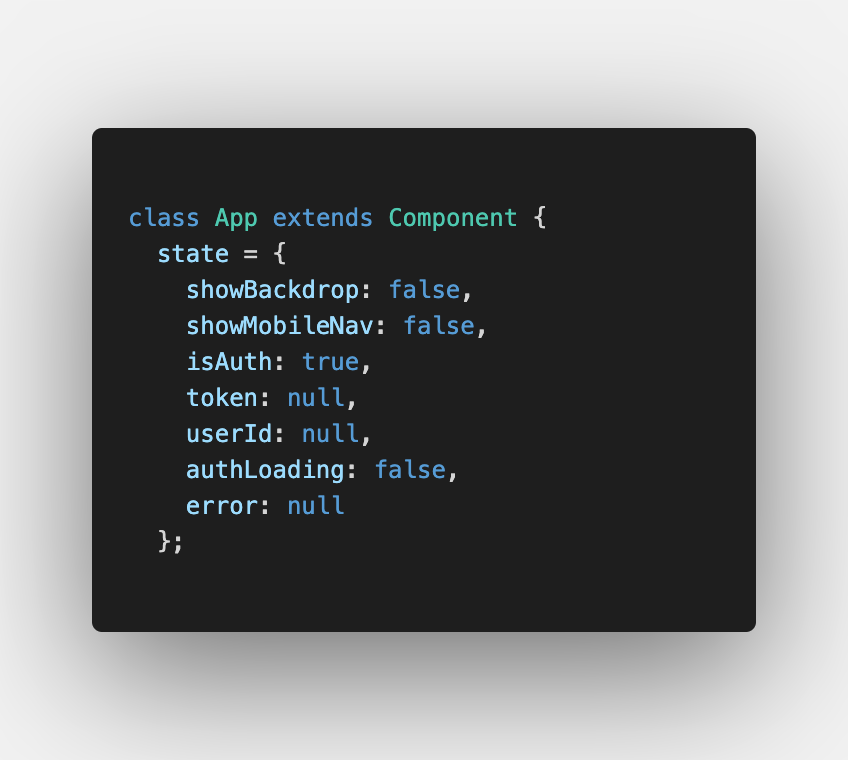 class App extends Component {
  state = {
    showBackdrop: false,
    showMobileNav: false,
    isAuth: true,
    token: null,
    userId: null,
    authLoading: false,
    error: null
  };